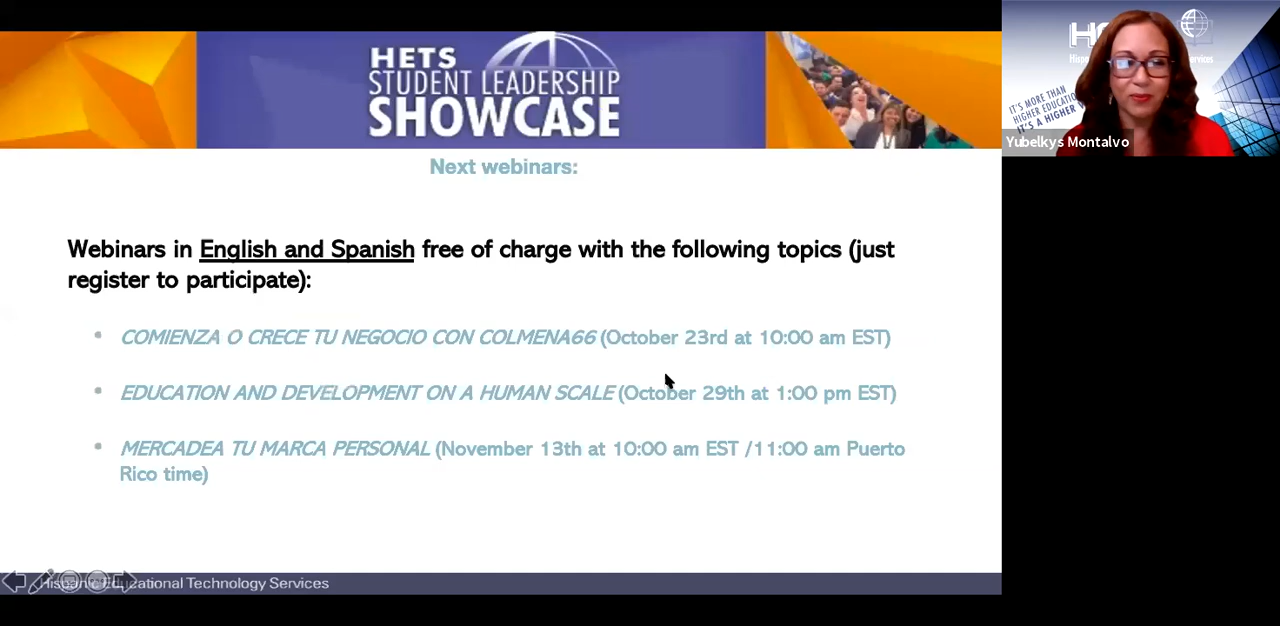 HETS
STUDENT LEADERSHIP
SHOWCASE
Next webinars:
Webinars in English and Spanish free of charge with the following topics (just
register to participate):
• COMIENZA O CRECE TU NEGOCIO CON COLMENA66 (October 23rd at 10:00 am EST)
• EDUCATION AND DEVELOPMENT ON A HUMAN SCALE (October 29th at 1:00 pm EST)
• MERCADEA TU MARCA PERSONAL (November 13th at 10:00 am EST /11:00 am Puerto
Rico time)
Hispanic Educational Technology Services
IT'S MORE THAN
HIGHER
IT'S A HIGHER
Yubelkys Montalvo